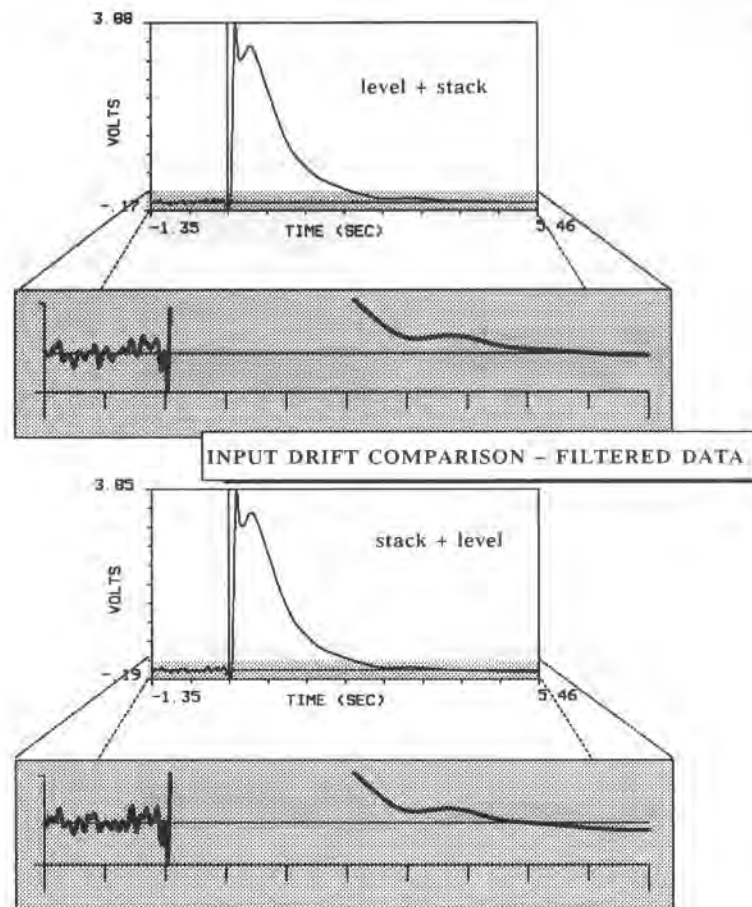 3.88
level + stack
VOLTS
-.17
-1.35
TIME (SEC)
5.46
INPUT DRIFT COMPARISON – FILTERED DATA
3.85
stack + level
VOLTS
-.19
-1.35
TIME (SEC)
5.46